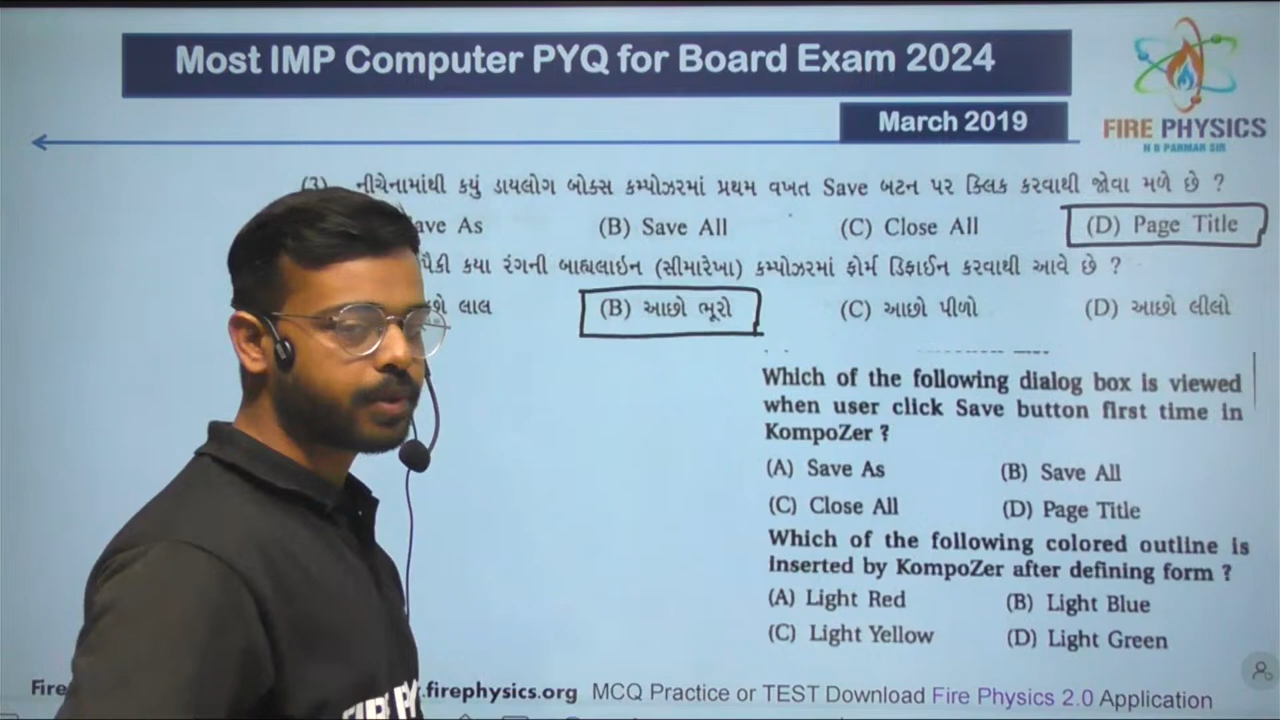 Most IMP Computer PYQ for Board Exam 2024
March 2019
FIRE PHYSICS
N B PARMAR SIR
(૩) નીચેનામાંથી કયું ડાયલોગ બોક્સ કમ્પોઝરમાં પ્રથમ વખત Save બટન પર ક્લિક કરવાથી જોવા મળે છે ?
ave As (B) Save All (C) Close All (D) Page Title
પૈકી કયા રંગની બાહ્યલાઇન (સીમારેખા) કમ્પોઝરમાં ફોર્મ ડિફાઈન કરવાથી આવે છે ?
લાલ (B) આછો ભૂરો (C) આછો પીળો (D) આછો લીલો
Which of the following dialog box is viewed
when user click Save button first time in
KompoZer ?
(A) Save As (B) Save All
(C) Close All (D) Page Title
Which of the following colored outline is
inserted by KompoZer after defining form ?
(A) Light Red (B) Light Blue
(C) Light Yellow (D) Light Green
Fire .firephysics.org MCQ Practice or TEST Download Fire Physics 2.0 Application